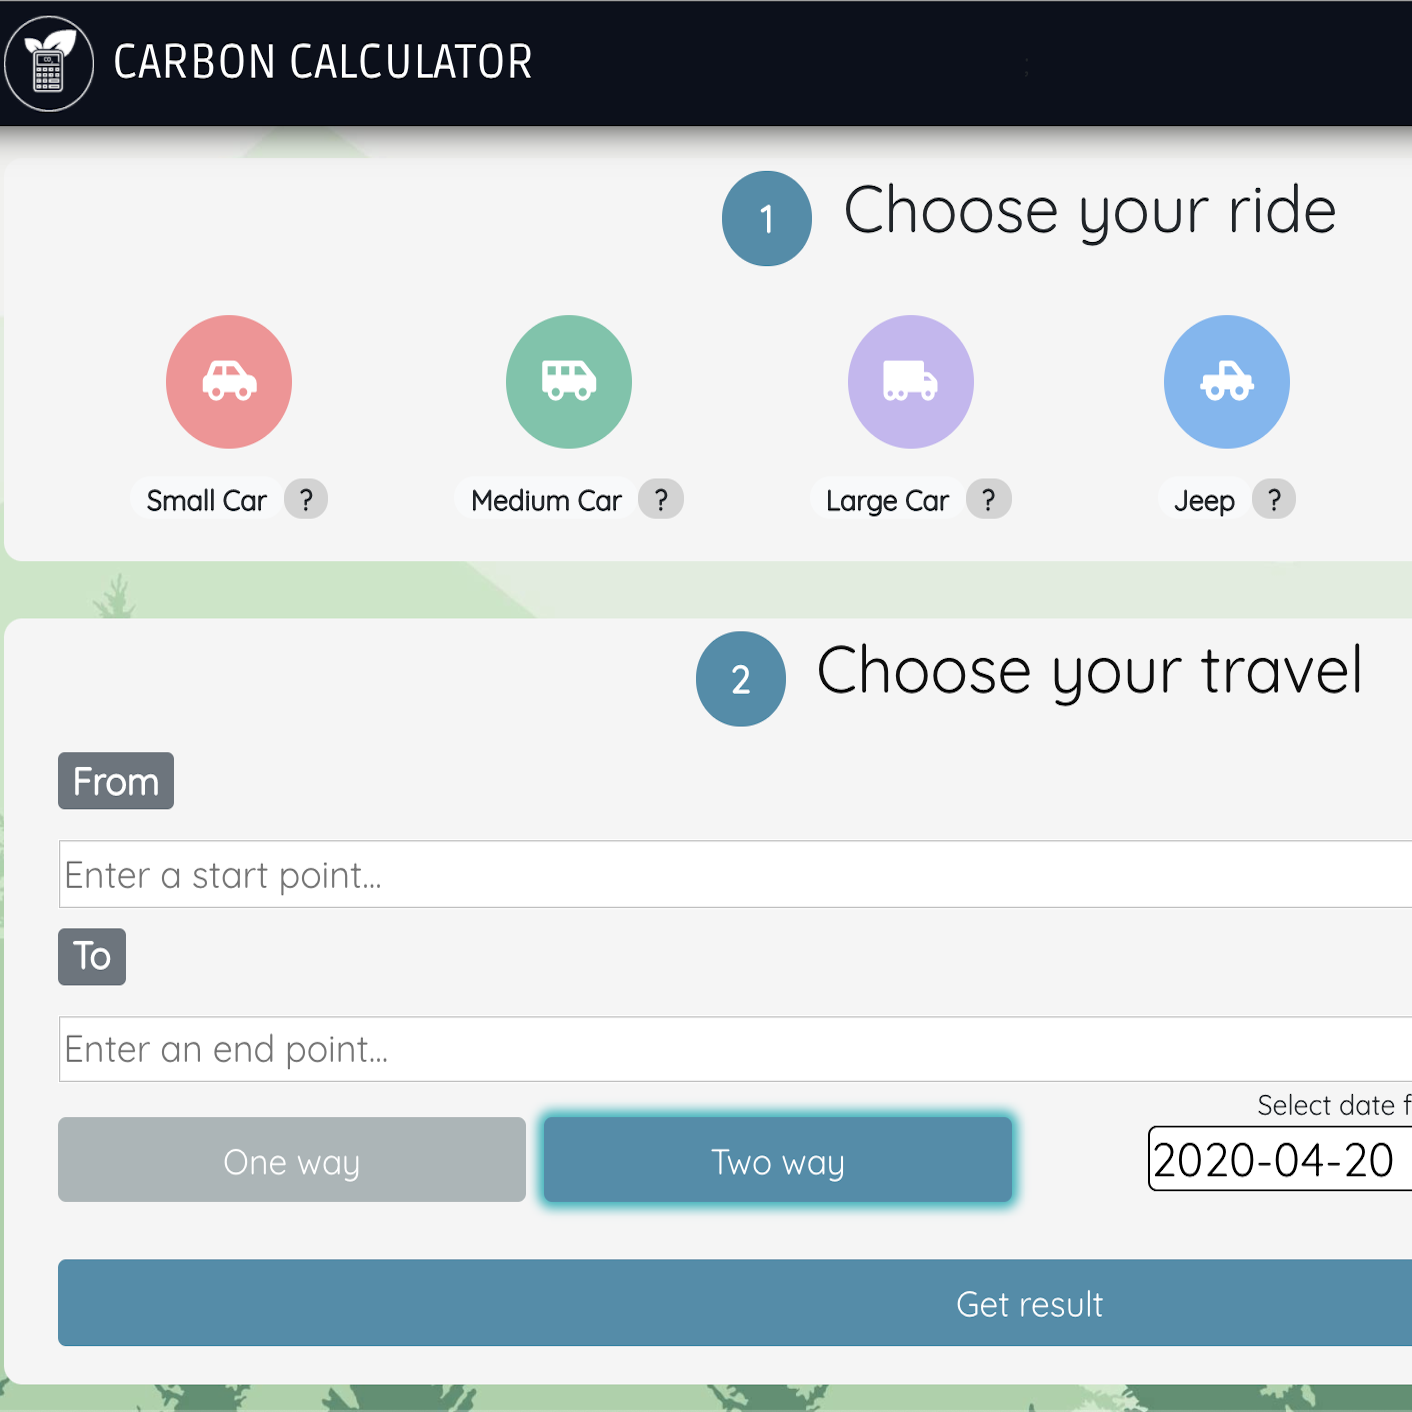 CARBON CALCULATOR
1 Choose your ride
Small Car ? Medium Car ? Large Car ? Jeep ?
2 Choose your travel
From
Enter a start point...
To
Enter an end point...
Select date f
One way Two way 2020-04-20
Get result